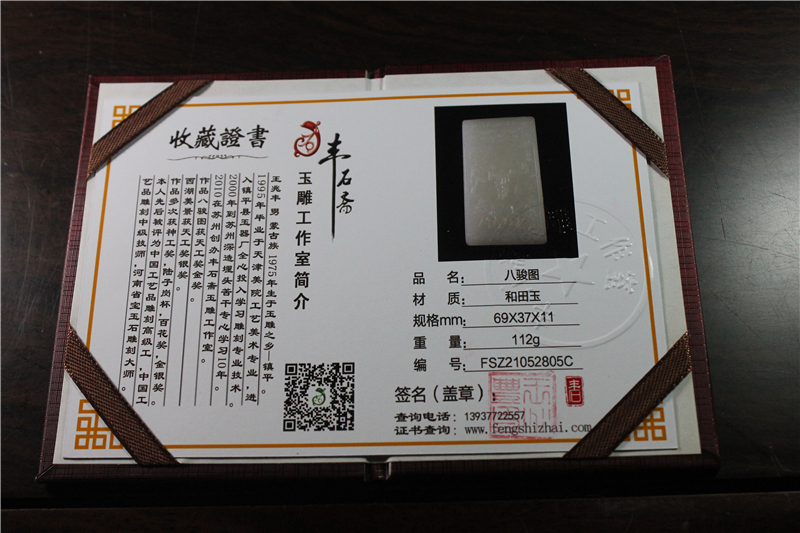 收藏證書
丰石斋
玉雕工作室简介
王兆丰 男 蒙古族 1975年生于玉雕之乡—镇平。
1995年毕业于天津美院工艺美术专业，进
入镇平县玉器厂全心投入学习雕刻专业技术。
2000年到苏州深造埋头苦干专心学习10年。
2010在苏州创办丰石斋玉雕工作室。
作品八骏图获天工奖金奖。
西湖美景获天工奖银奖。
作品多次获神工奖，陆子岗杯，百花奖，金银奖。
本人先后被评为中国工艺品雕刻高级工，中国工
艺品雕刻中级技师，河南省宝玉石雕刻大师。
品 名： 八骏图
材 质： 和田玉
规格mm： 69X37X11
重 量： 112g
编 号： FSZ21052805C
签名（盖章）：
查询电话：13937722557
证书查询：www.fengshizhai.com